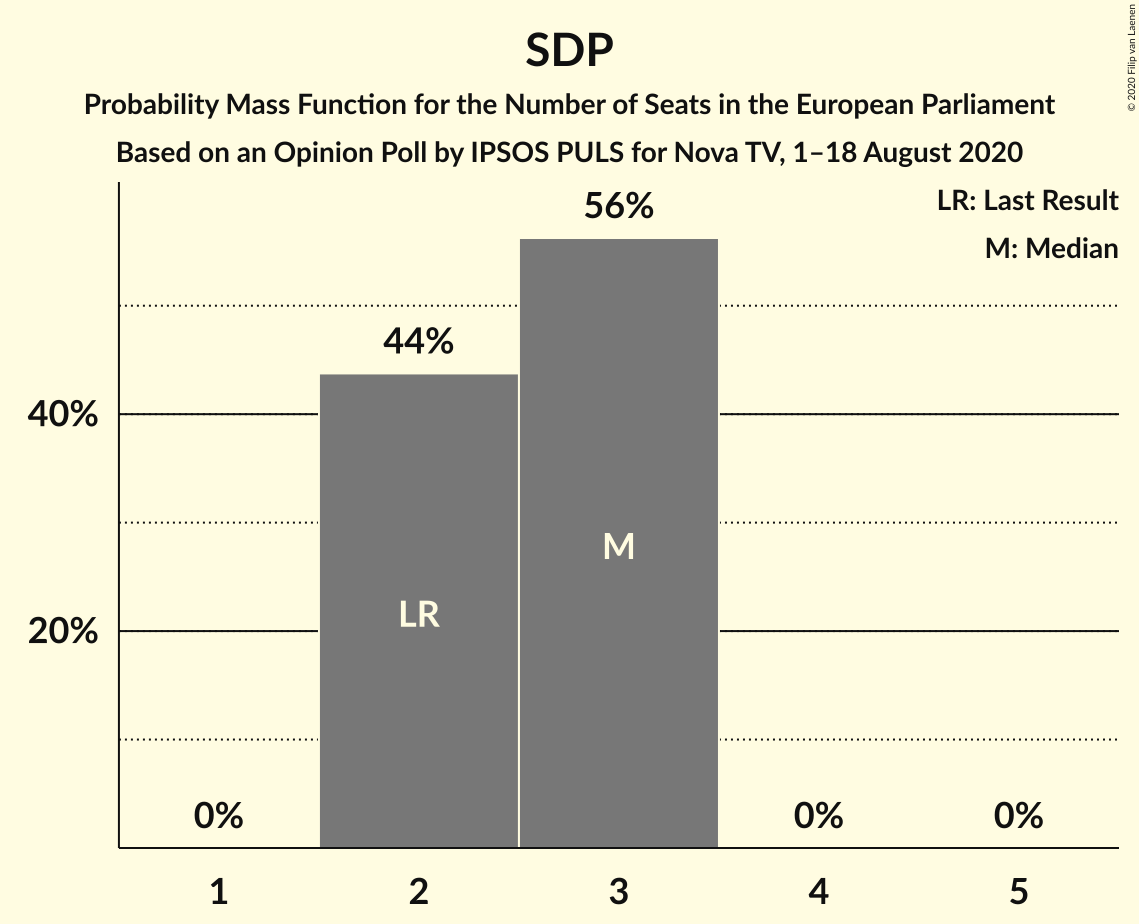 SDP
Probability Mass Function for the Number of Seats in the European Parliament
Based on an Opinion Poll by IPSOS PULS for Nova TV, 1–18 August 2020
© 2020 Filip van Laenen
LR: Last Result
M: Median
56%
44%
40%
M
LR
20%
0%
0%
0%
1
2
3
4
5